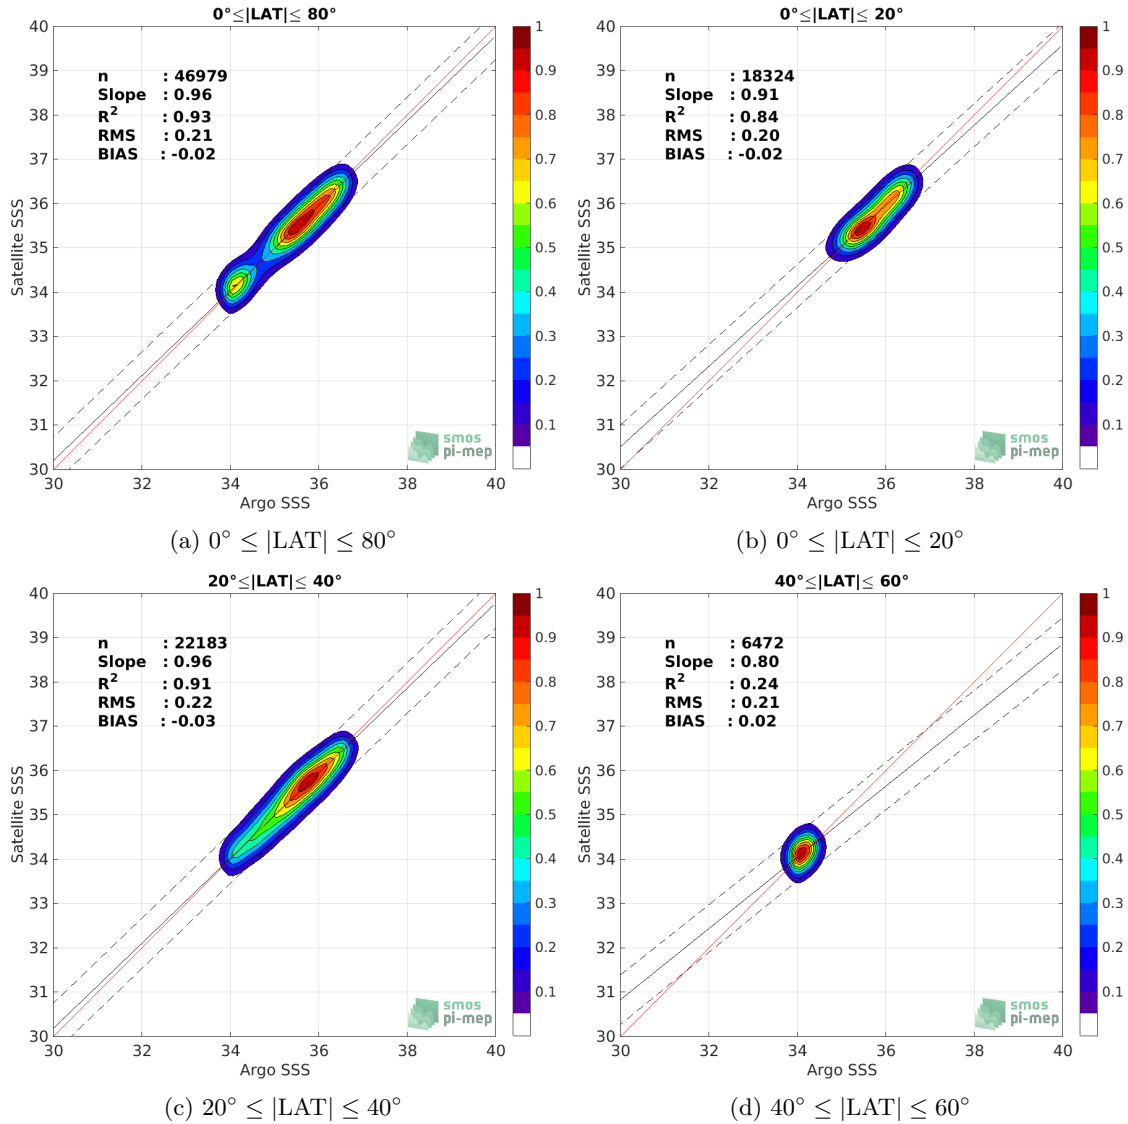 0°≤|LAT|≤ 80°
n : 46979
Slope : 0.96
R² : 0.93
RMS : 0.21
BIAS : -0.02
40
39
38
37
36
35
34
33
32
31
30
30 32 34 36 38 40
Satellite SSS
Argo SSS
1
0.9
0.8
0.7
0.6
0.5
0.4
0.3
0.2
0.1
smos
pi-mep
(a) 0° ≤ |LAT| ≤ 80°
0°≤|LAT|≤ 20°
n : 18324
Slope : 0.91
R² : 0.84
RMS : 0.20
BIAS : -0.02
40
39
38
37
36
35
34
33
32
31
30
30 32 34 36 38 40
Satellite SSS
Argo SSS
1
0.9
0.8
0.7
0.6
0.5
0.4
0.3
0.2
0.1
smos
pi-mep
(b) 0° ≤ |LAT| ≤ 20°
20°≤|LAT|≤ 40°
n : 22183
Slope : 0.96
R² : 0.91
RMS : 0.22
BIAS : -0.03
40
39
38
37
36
35
34
33
32
31
30
30 32 34 36 38 40
Satellite SSS
Argo SSS
1
0.9
0.8
0.7
0.6
0.5
0.4
0.3
0.2
0.1
smos
pi-mep
(c) 20° ≤ |LAT| ≤ 40°
40°≤|LAT|≤ 60°
n : 6472
Slope : 0.80
R² : 0.24
RMS : 0.21
BIAS : 0.02
40
39
38
37
36
35
34
33
32
31
30
30 32 34 36 38 40
Satellite SSS
Argo SSS
1
0.9
0.8
0.7
0.6
0.5
0.4
0.3
0.2
0.1
smos
pi-mep
(d) 40° ≤ |LAT| ≤ 60°